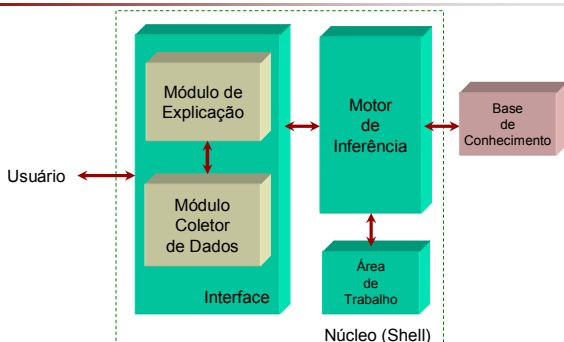 Módulo de
Explicação
Motor
de
Inferência
Base
de
Conhecimento
Usuário
Módulo
Coletor
de Dados
Interface
Área
de
Trabalho
Núcleo (Shell)